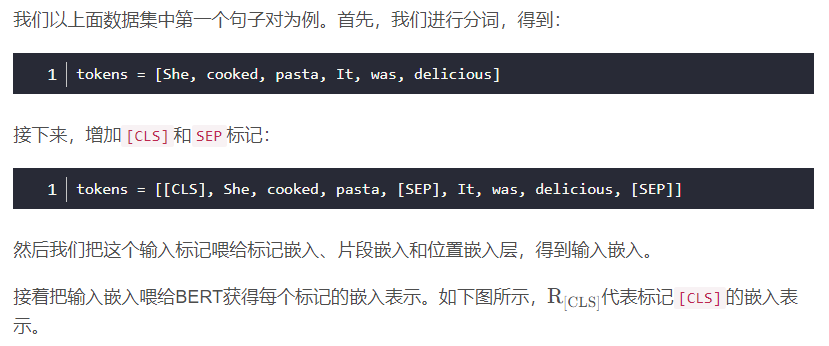 我们以上面数据集中第一个句子对为例。首先，我们进行分词，得到：
1 tokens = [She, cooked, pasta, It, was, delicious]
接下来，增加[CLS]和SEP标记：
1 tokens = [[CLS], She, cooked, pasta, [SEP], It, was, delicious, [SEP]]
然后我们把这个输入标记喂给标记嵌入、片段嵌入和位置嵌入层，得到输入嵌入。
接着把输入嵌入喂给BERT获得每个标记的嵌入表示。如下图所示，R[CLS]代表标记[CLS]的嵌入表
示。